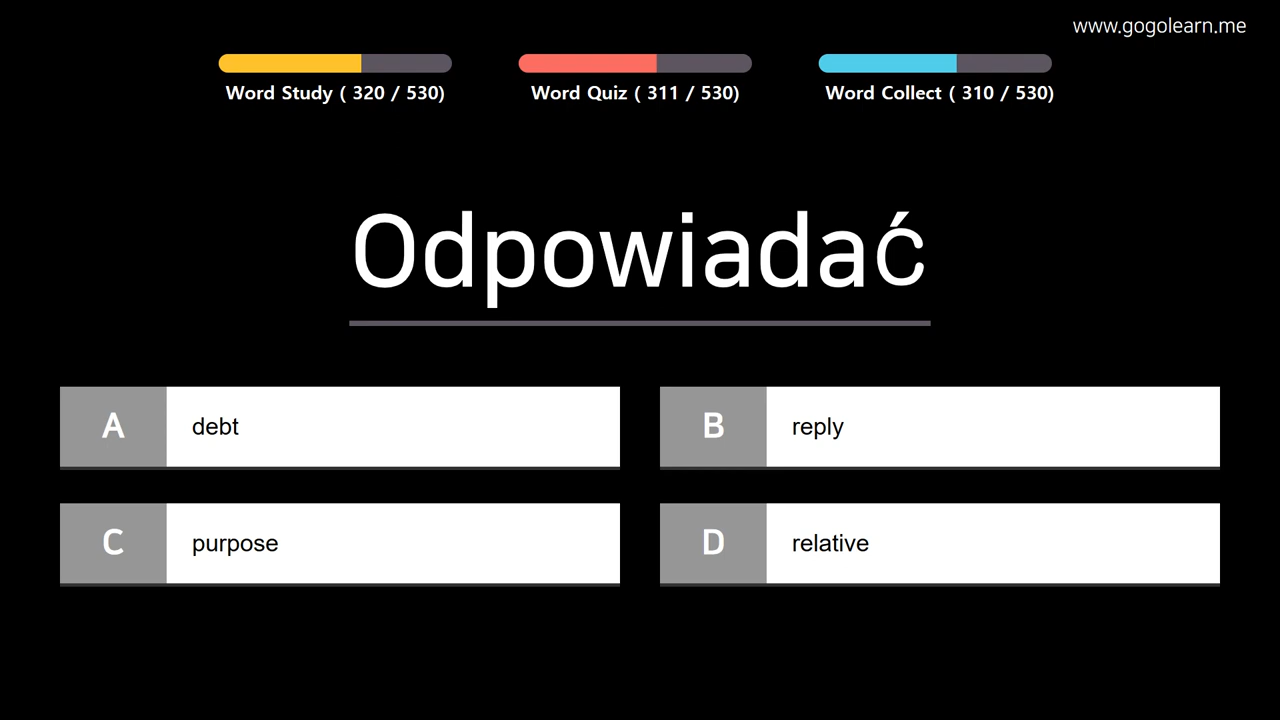 www.gogolearn.me
Word Study ( 320 / 530)
Word Quiz ( 311 / 530)
Word Collect ( 310 / 530)
Odpowiadać
A debt
B reply
C purpose
D relative